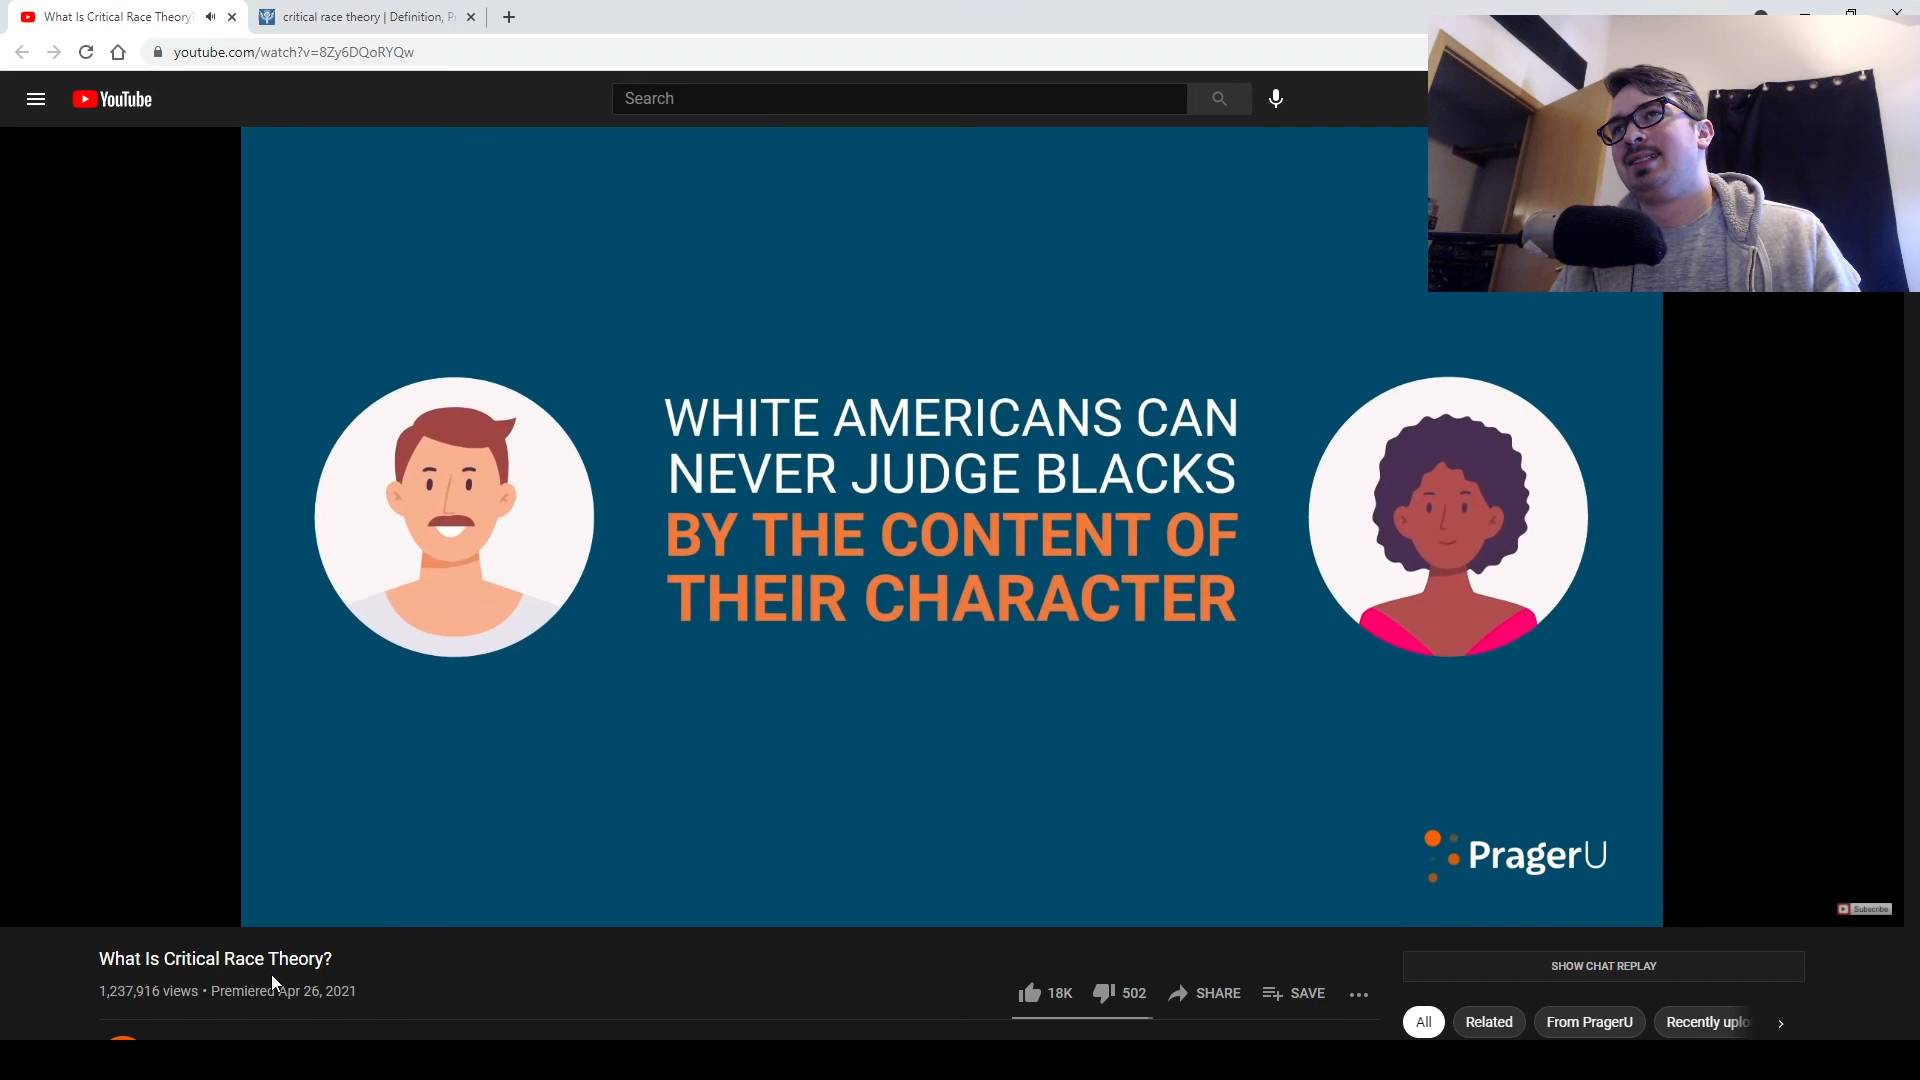 What Is Critical Race Theory?
critical race theory | Definition, P
youtube.com/watch?v=8Zy6DQoRYQw
YouTube
Search
WHITE AMERICANS CAN
NEVER JUDGE BLACKS
BY THE CONTENT OF
THEIR CHARACTER
PragerU
Subscribe
What Is Critical Race Theory?
1,237,916 views • Premiered Apr 26, 2021
18K
502
SHARE
SAVE
SHOW CHAT REPLAY
All
Related
From PragerU
Recently uplo